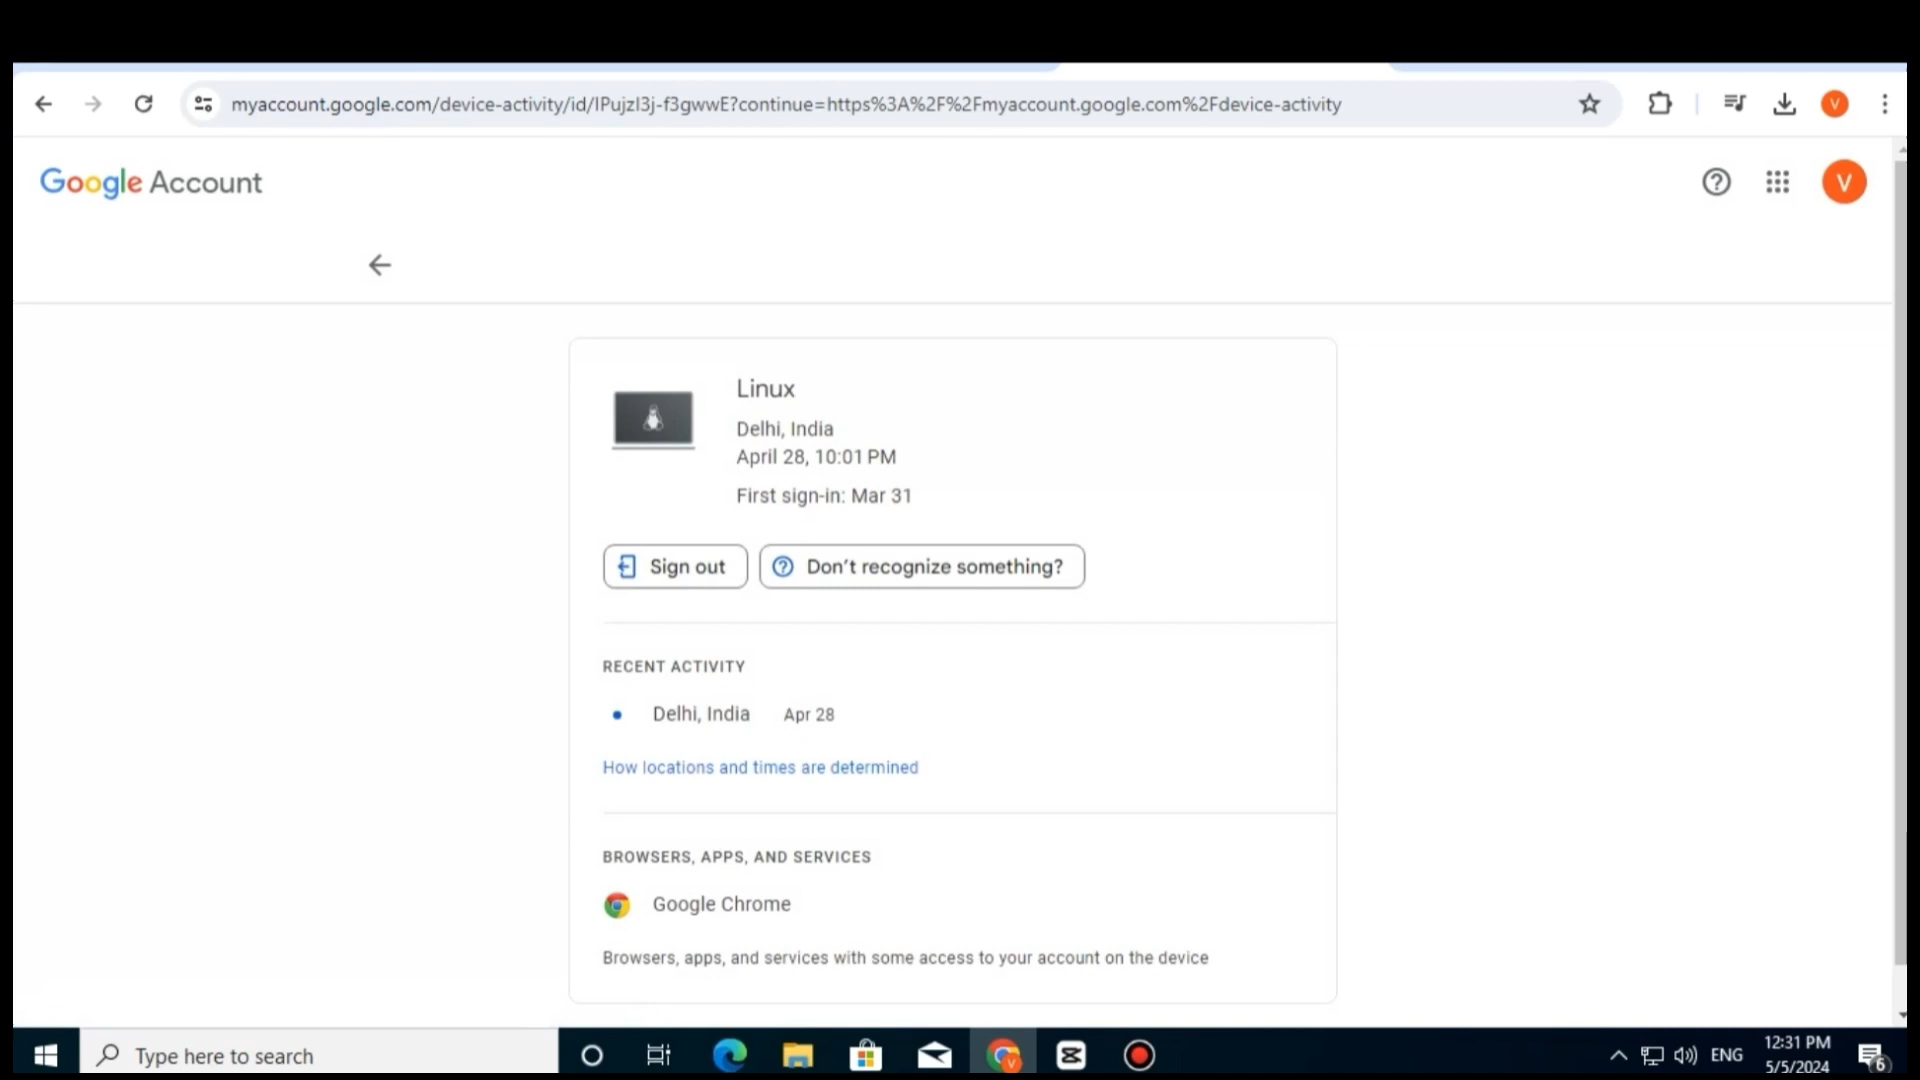 myaccount.google.com/device-activity/id/IPujzI3j-f3gwwE?continue=https%3A%2F%2Fmyaccount.google.com%2Fdevice-activity
V
Google Account
V
Linux
Delhi, India
April 28, 10:01 PM
First sign-in: Mar 31
Sign out
Don't recognize something?
RECENT ACTIVITY
Delhi, India Apr 28
How locations and times are determined
BROWSERS, APPS, AND SERVICES
Google Chrome
Browsers, apps, and services with some access to your account on the device
Type here to search
V
ENG
12:31 PM
5/5/2024
6